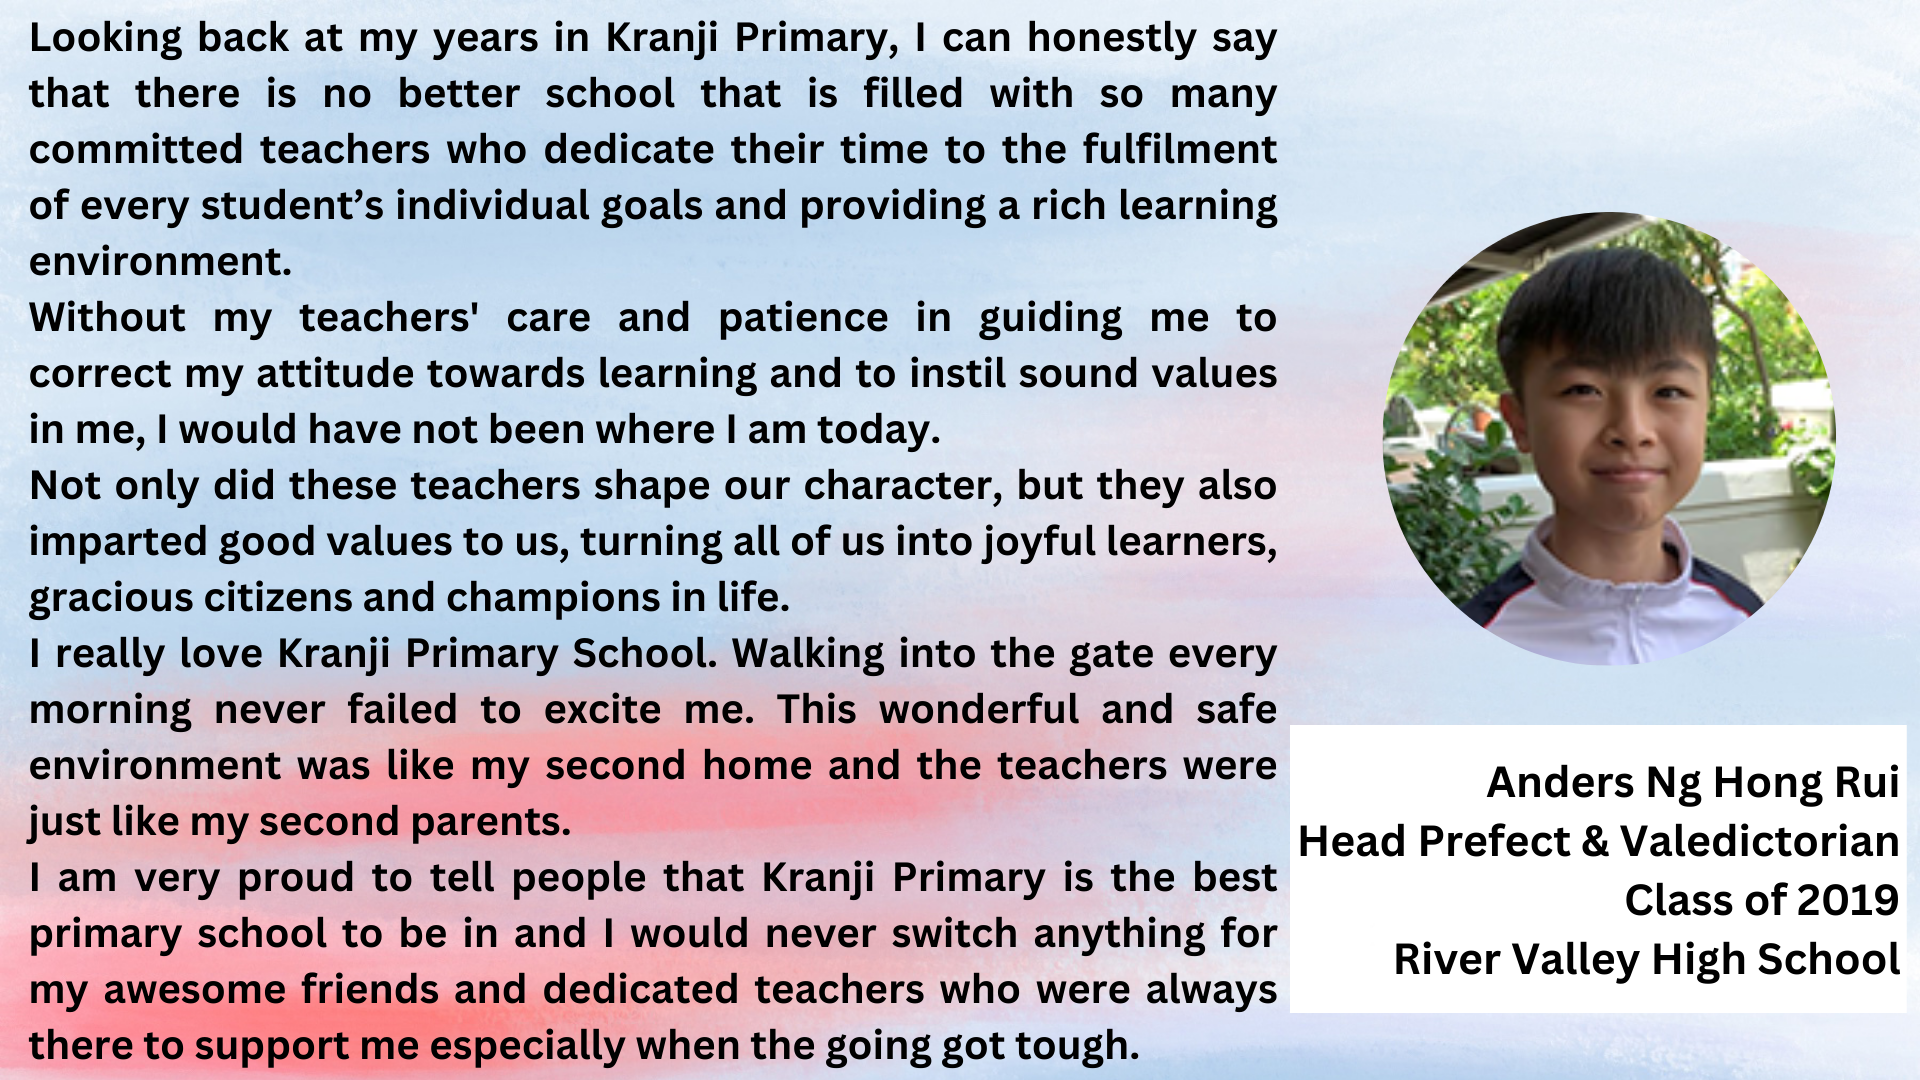 Looking back at my years in Kranji Primary, I can honestly say
that there is no better school that is filled with so many
committed teachers who dedicate their time to the fulfilment
of every student’s individual goals and providing a rich learning
environment.
Without my teachers' care and patience in guiding me to
correct my attitude towards learning and to instil sound values
in me, I would have not been where I am today.
Not only did these teachers shape our character, but they also
imparted good values to us, turning all of us into joyful learners,
gracious citizens and champions in life.
I really love Kranji Primary School. Walking into the gate every
morning never failed to excite me. This wonderful and safe
environment was like my second home and the teachers were
just like my second parents.
I am very proud to tell people that Kranji Primary is the best
primary school to be in and I would never switch anything for
my awesome friends and dedicated teachers who were always
there to support me especially when the going got tough.
Anders Ng Hong Rui
Head Prefect & Valedictorian
Class of 2019
River Valley High School